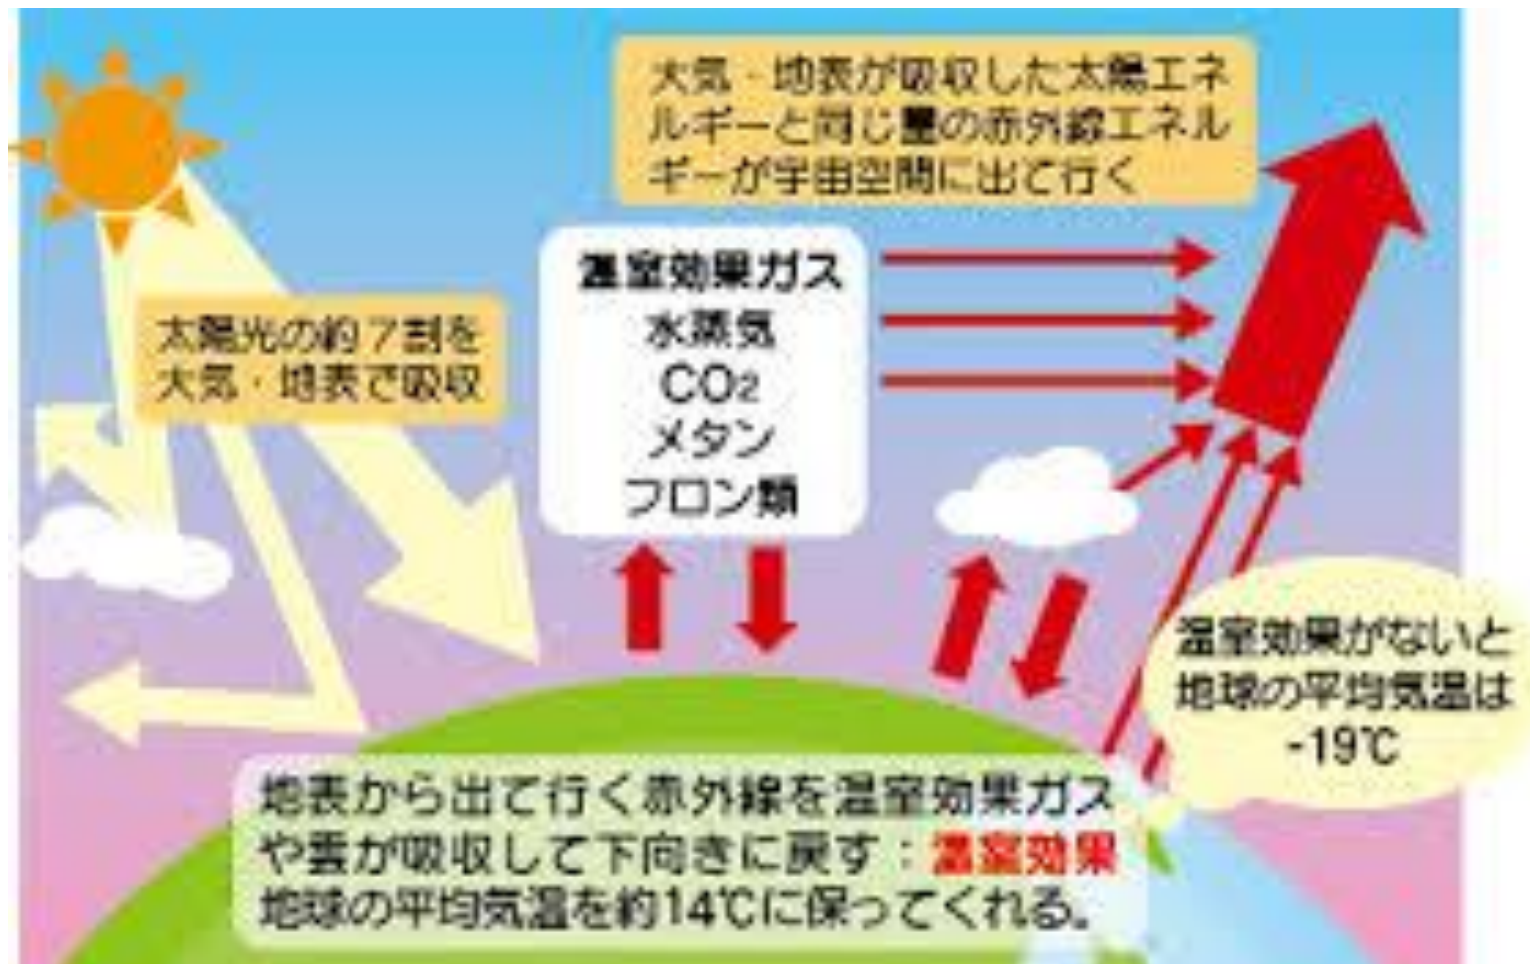 大気・地表が吸収した太陽エネ
ルギーと同じ量の赤外線エネル
ギーが宇宙空間に出て行く
太陽光の約7割を
大気・地表で吸収
温室効果ガス
水蒸気
CO2
メタン
フロン類
温室効果がないと
地球の平均気温は
-19℃
地表から出て行く赤外線を温室効果ガス
や雲が吸収して下向きに戻す：温室効果
地球の平均気温を約14℃に保ってくれる。